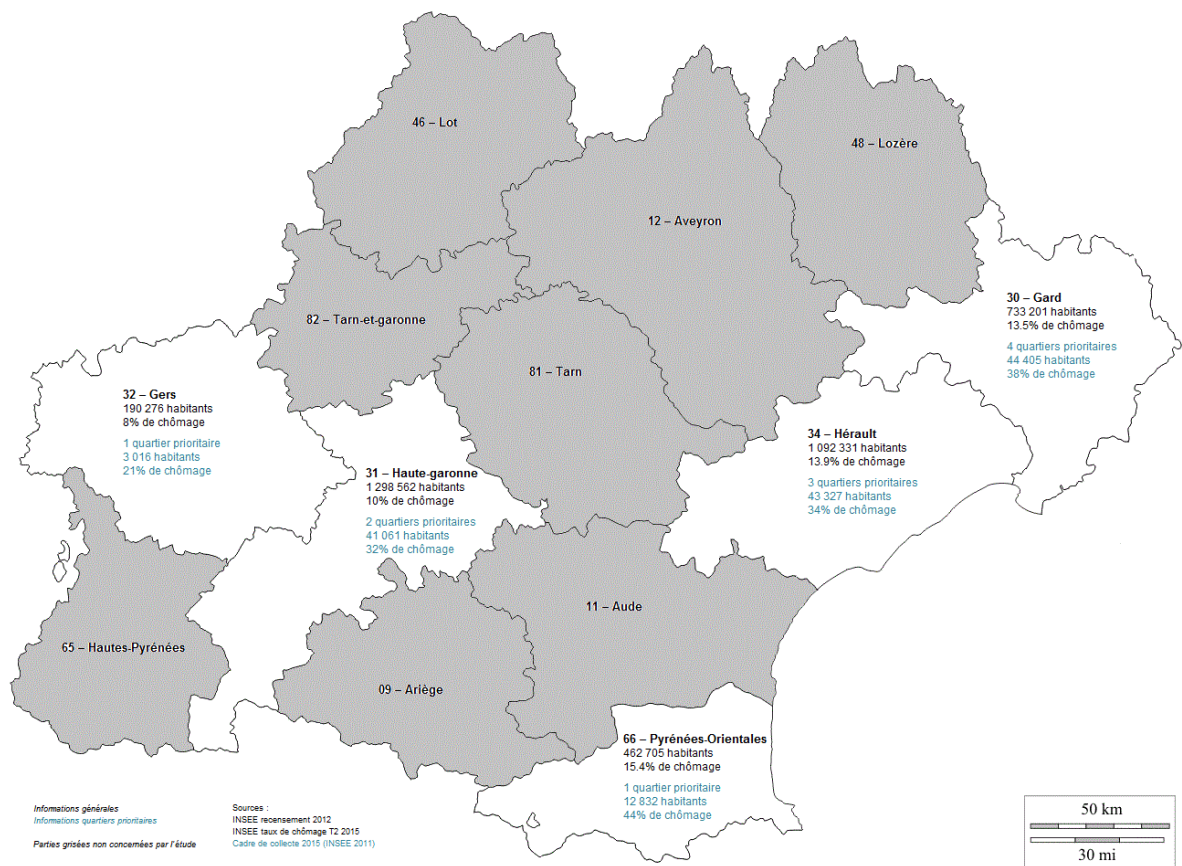 46 – Lot
48 – Lozère
12 – Aveyron
30 – Gard
733 201 habitants
13.5% de chômage
4 quartiers prioritaires
44 405 habitants
38% de chômage
82 – Tarn-et-garonne
81 – Tarn
32 – Gers
190 276 habitants
8% de chômage
1 quartier prioritaire
3 016 habitants
21% de chômage
34 – Hérault
1 092 331 habitants
13.9% de chômage
3 quartiers prioritaires
43 327 habitants
34% de chômage
31 – Haute-garonne
1 298 562 habitants
10% de chômage
2 quartiers prioritaires
41 061 habitants
32% de chômage
11 – Aude
65 – Hautes-Pyrénées
09 – Ariège
66 – Pyrénées-Orientales
462 705 habitants
15.4% de chômage
1 quartier prioritaire
12 832 habitants
44% de chômage
Informations générales
Informations quartiers prioritaires
Parties grisées non concernées par l'étude
Sources :
INSEE recensement 2012
INSEE taux de chômage T2 2015
Cadre de collecte 2015 (INSEE 2011)
50 km
30 mi